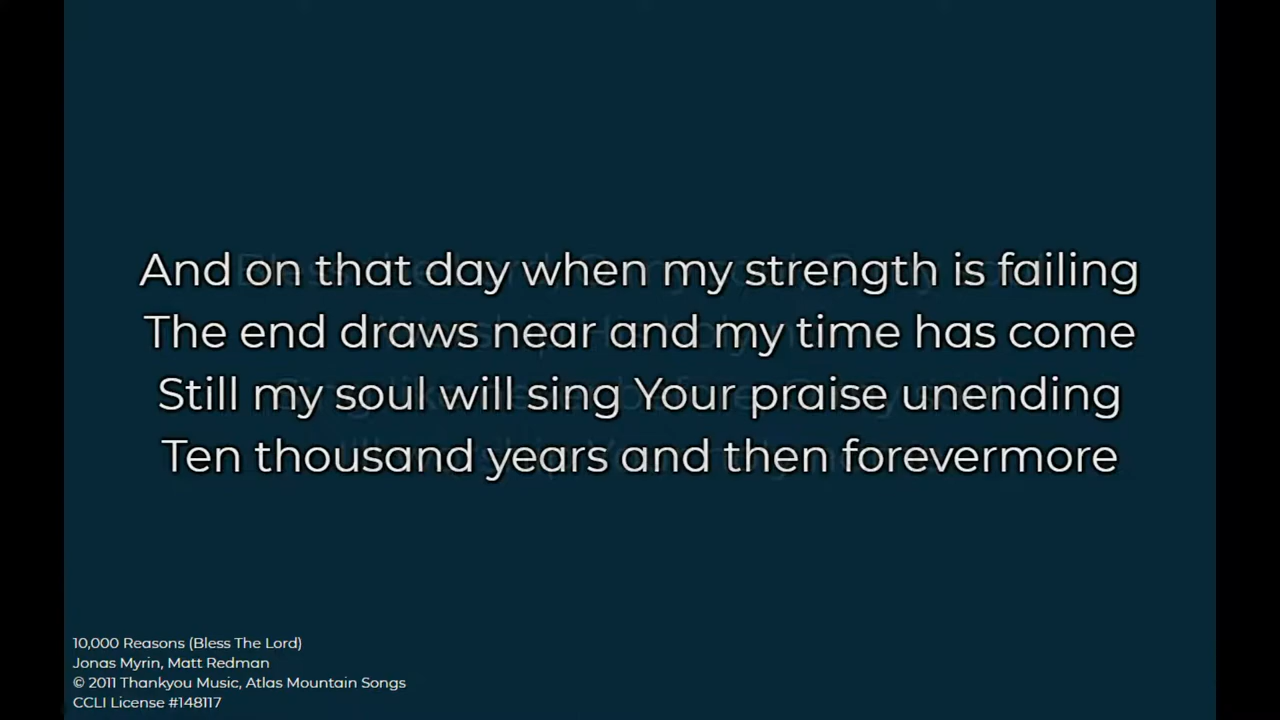 And on that day when my strength is failing
The end draws near and my time has come
Still my soul will sing Your praise unending
Ten thousand years and then forevermore
10,000 Reasons (Bless The Lord)
Jonas Myrin, Matt Redman
© 2011 Thankyou Music, Atlas Mountain Songs
CCLI License #148117